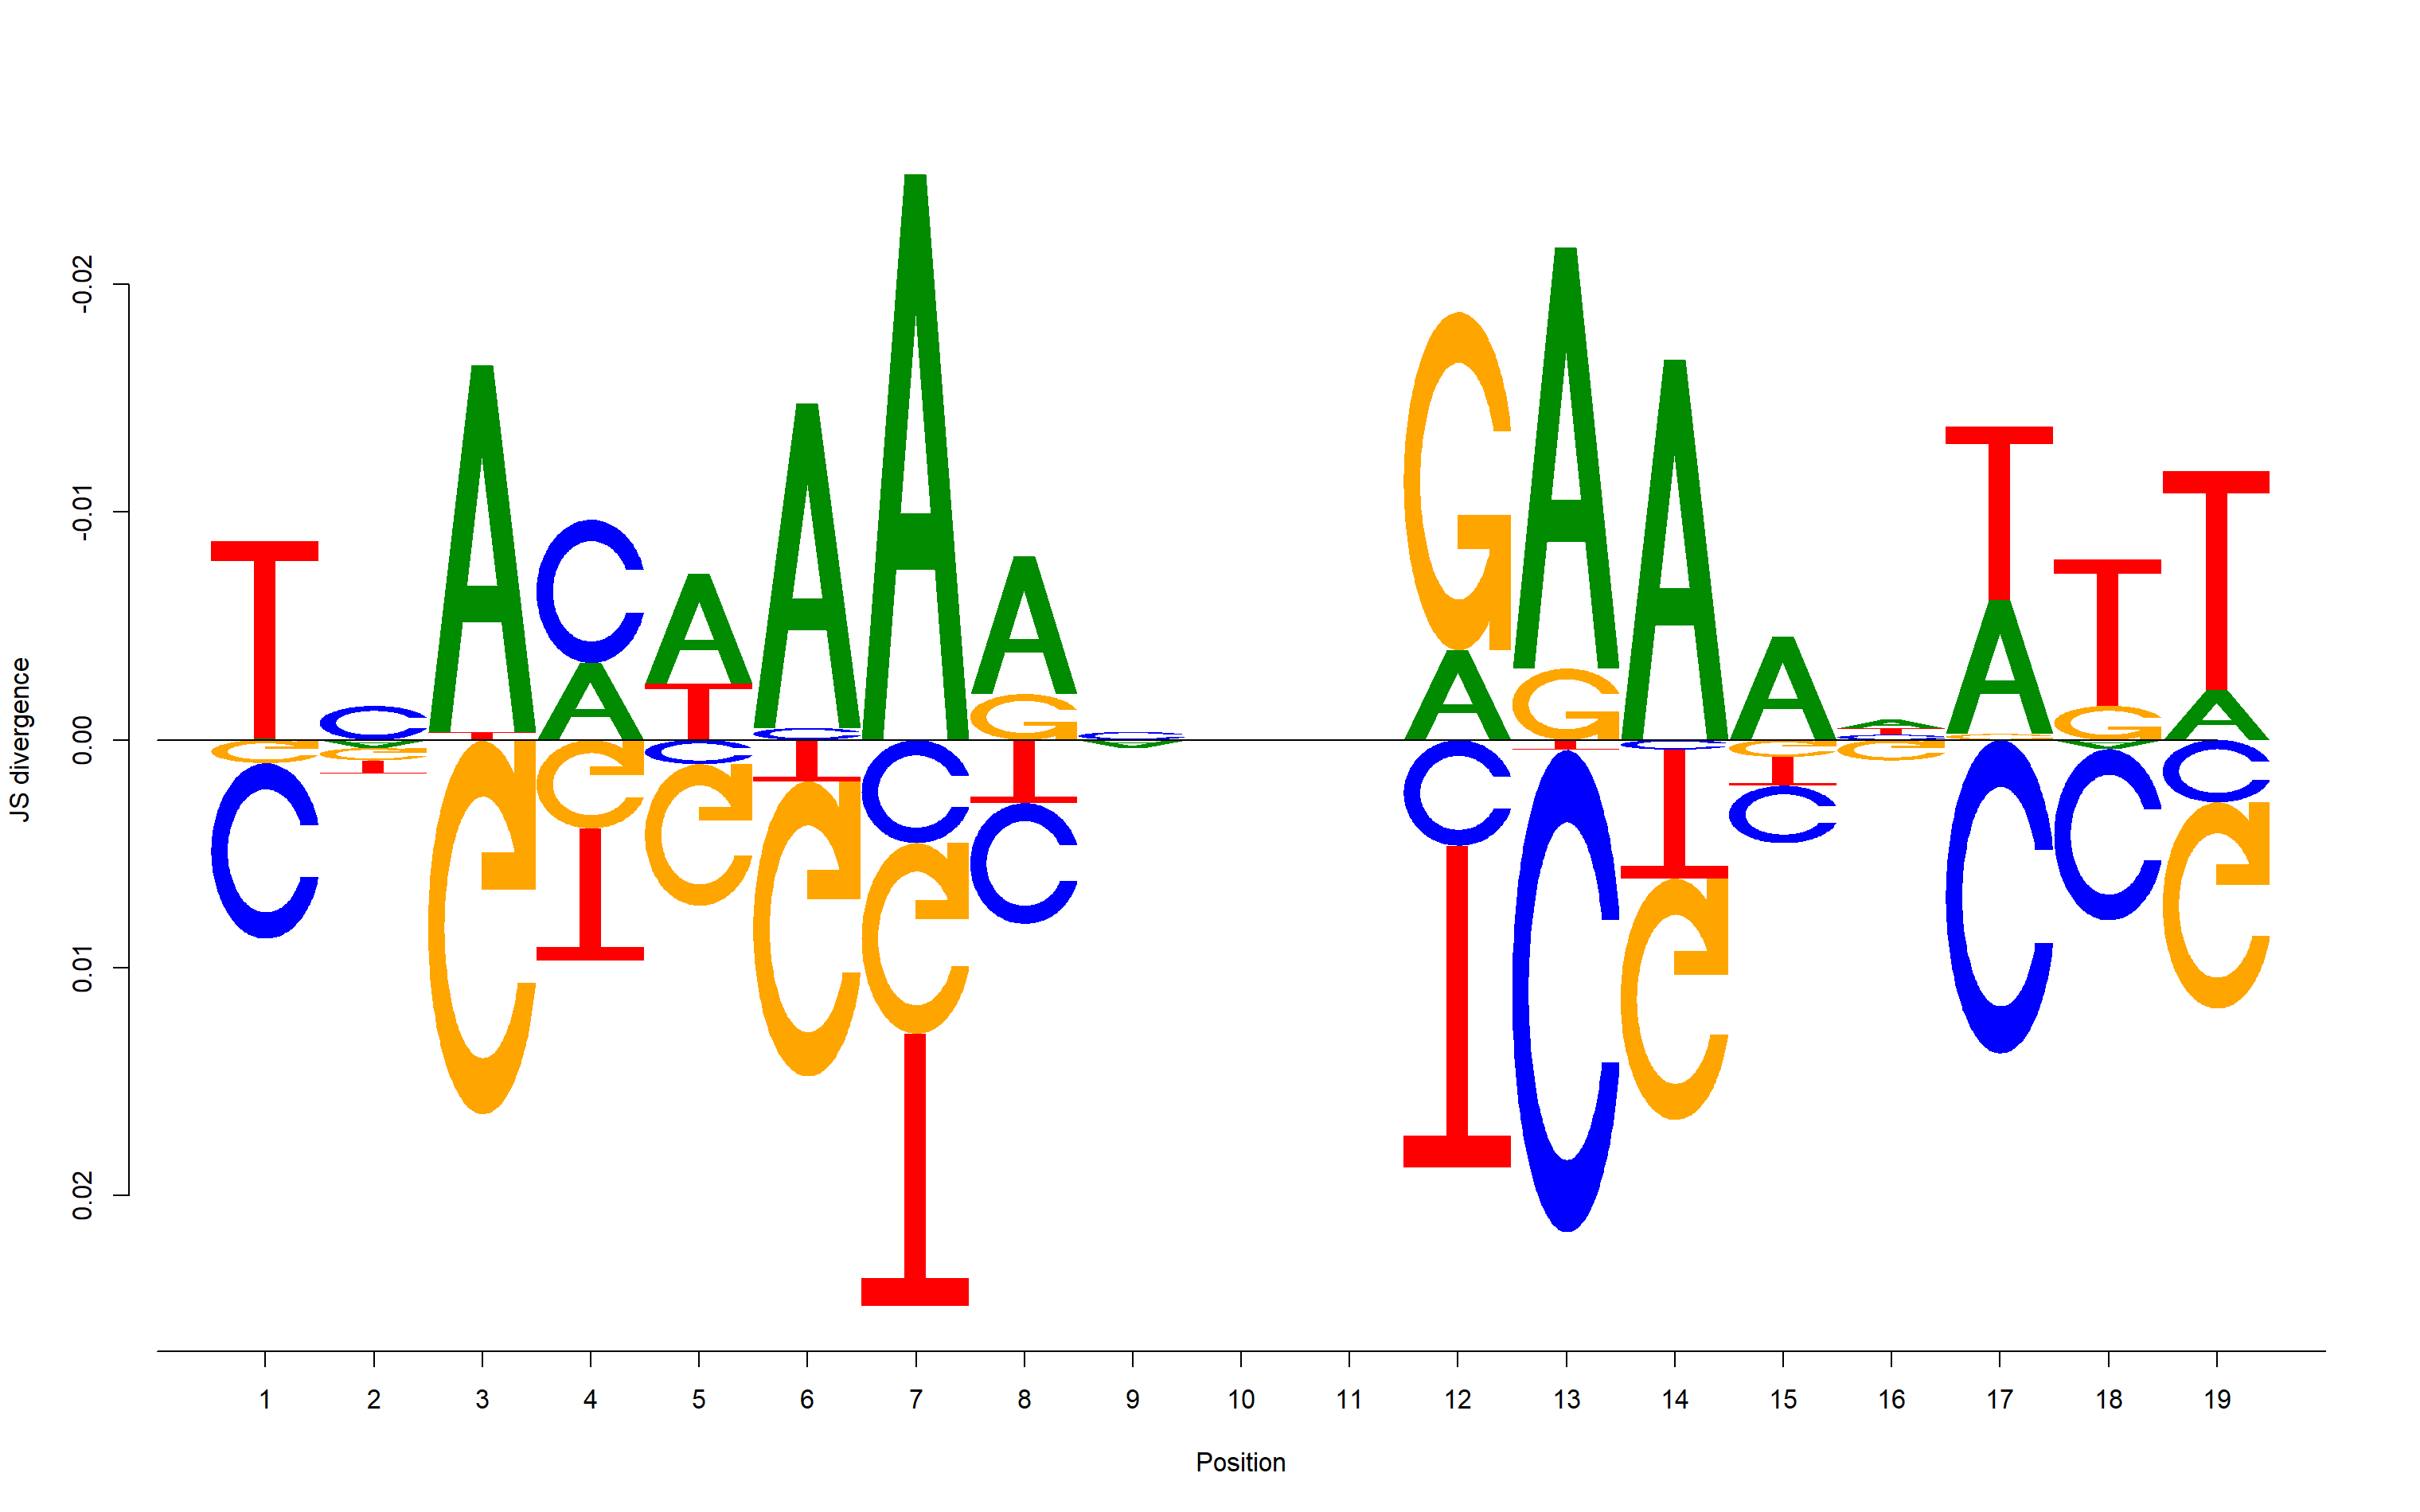 JS divergence
-0.02
-0.01
0.00
0.01
0.02
T C A C A A A A C G A A A A T T T
T A T C G A G A T A G A
G A G G C T C T A C T C G G G A C
C G T G G G C C T C T T C C G
T T C
1 2 3 4 5 6 7 8 9 10 11 12 13 14 15 16 17 18 19
Position